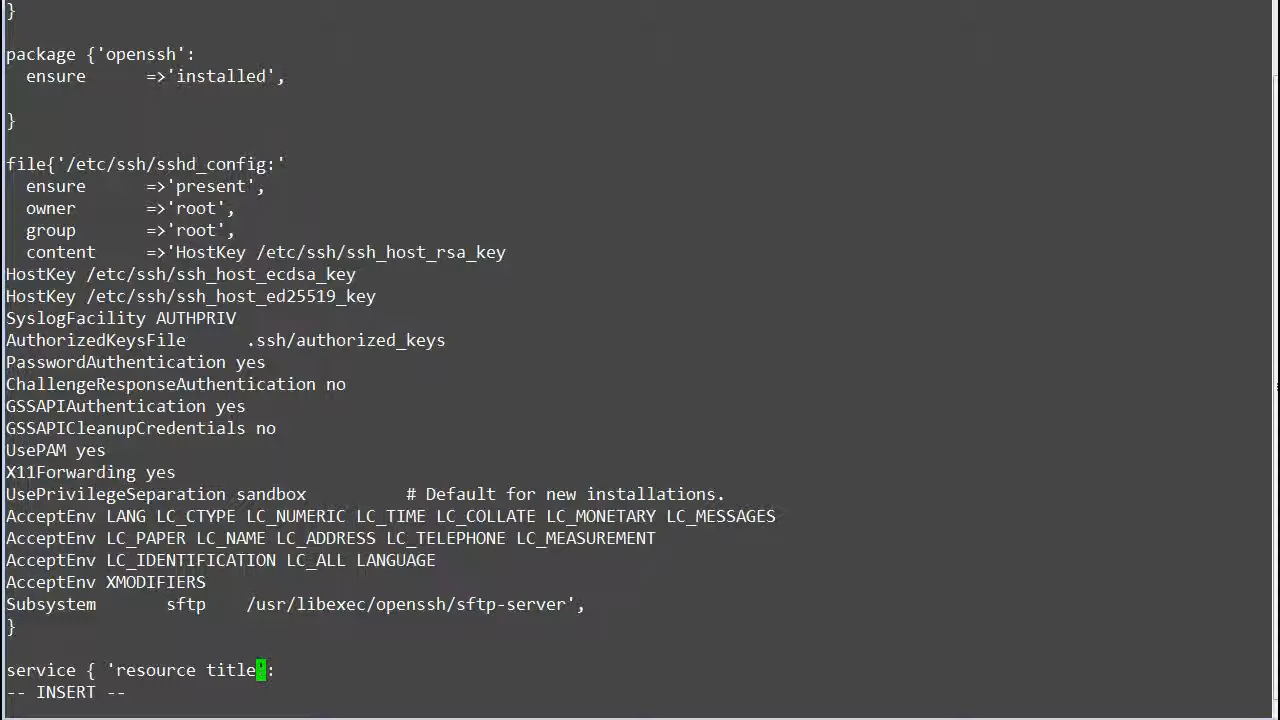 }
package {'openssh':
  ensure      =>'installed',
}
file{'/etc/ssh/sshd_config:'
  ensure      =>'present',
  owner       =>'root',
  group       =>'root',
  content     =>'HostKey /etc/ssh/ssh_host_rsa_key
HostKey /etc/ssh/ssh_host_ecdsa_key
HostKey /etc/ssh/ssh_host_ed25519_key
SyslogFacility AUTHPRIV
AuthorizedKeysFile      .ssh/authorized_keys
PasswordAuthentication yes
ChallengeResponseAuthentication no
GSSAPIAuthentication yes
GSSAPICleanupCredentials no
UsePAM yes
X11Forwarding yes
UsePrivilegeSeparation sandbox          # Default for new installations.
AcceptEnv LANG LC_CTYPE LC_NUMERIC LC_TIME LC_COLLATE LC_MONETARY LC_MESSAGES
AcceptEnv LC_PAPER LC_NAME LC_ADDRESS LC_TELEPHONE LC_MEASUREMENT
AcceptEnv LC_IDENTIFICATION LC_ALL LANGUAGE
AcceptEnv XMODIFIERS
Subsystem       sftp    /usr/libexec/openssh/sftp-server',
}
service { 'resource title':
-- INSERT --